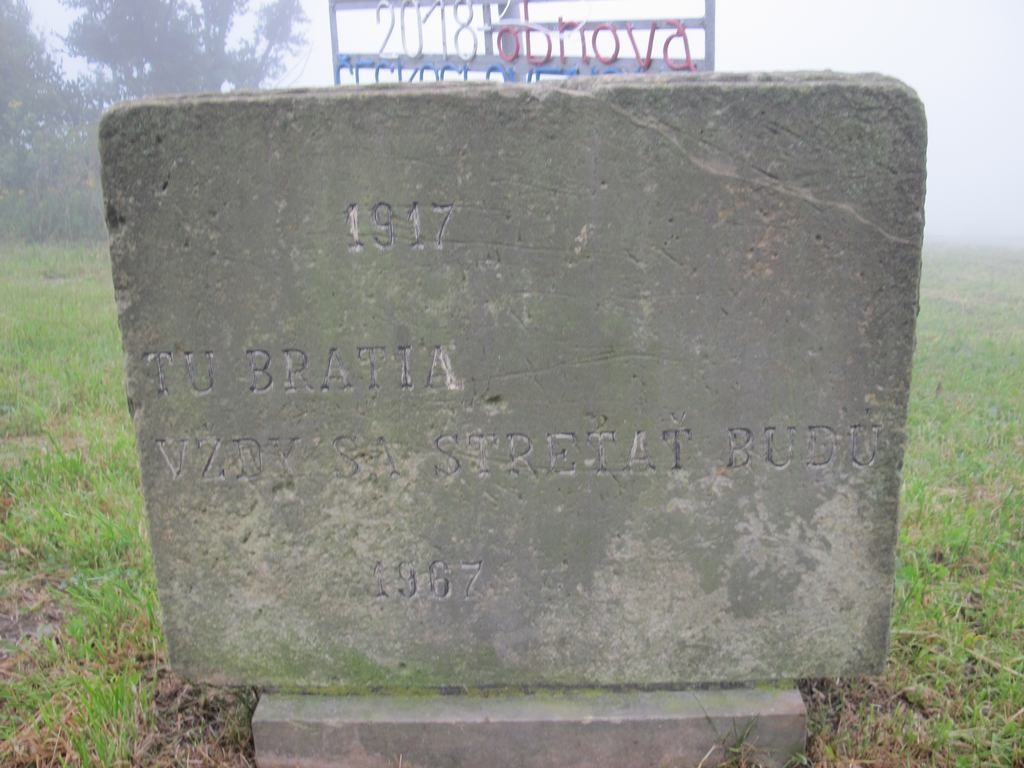 2018 obnova
1917
TU BRATIA
VŽDY SA STRETAŤ BUDÚ
1967